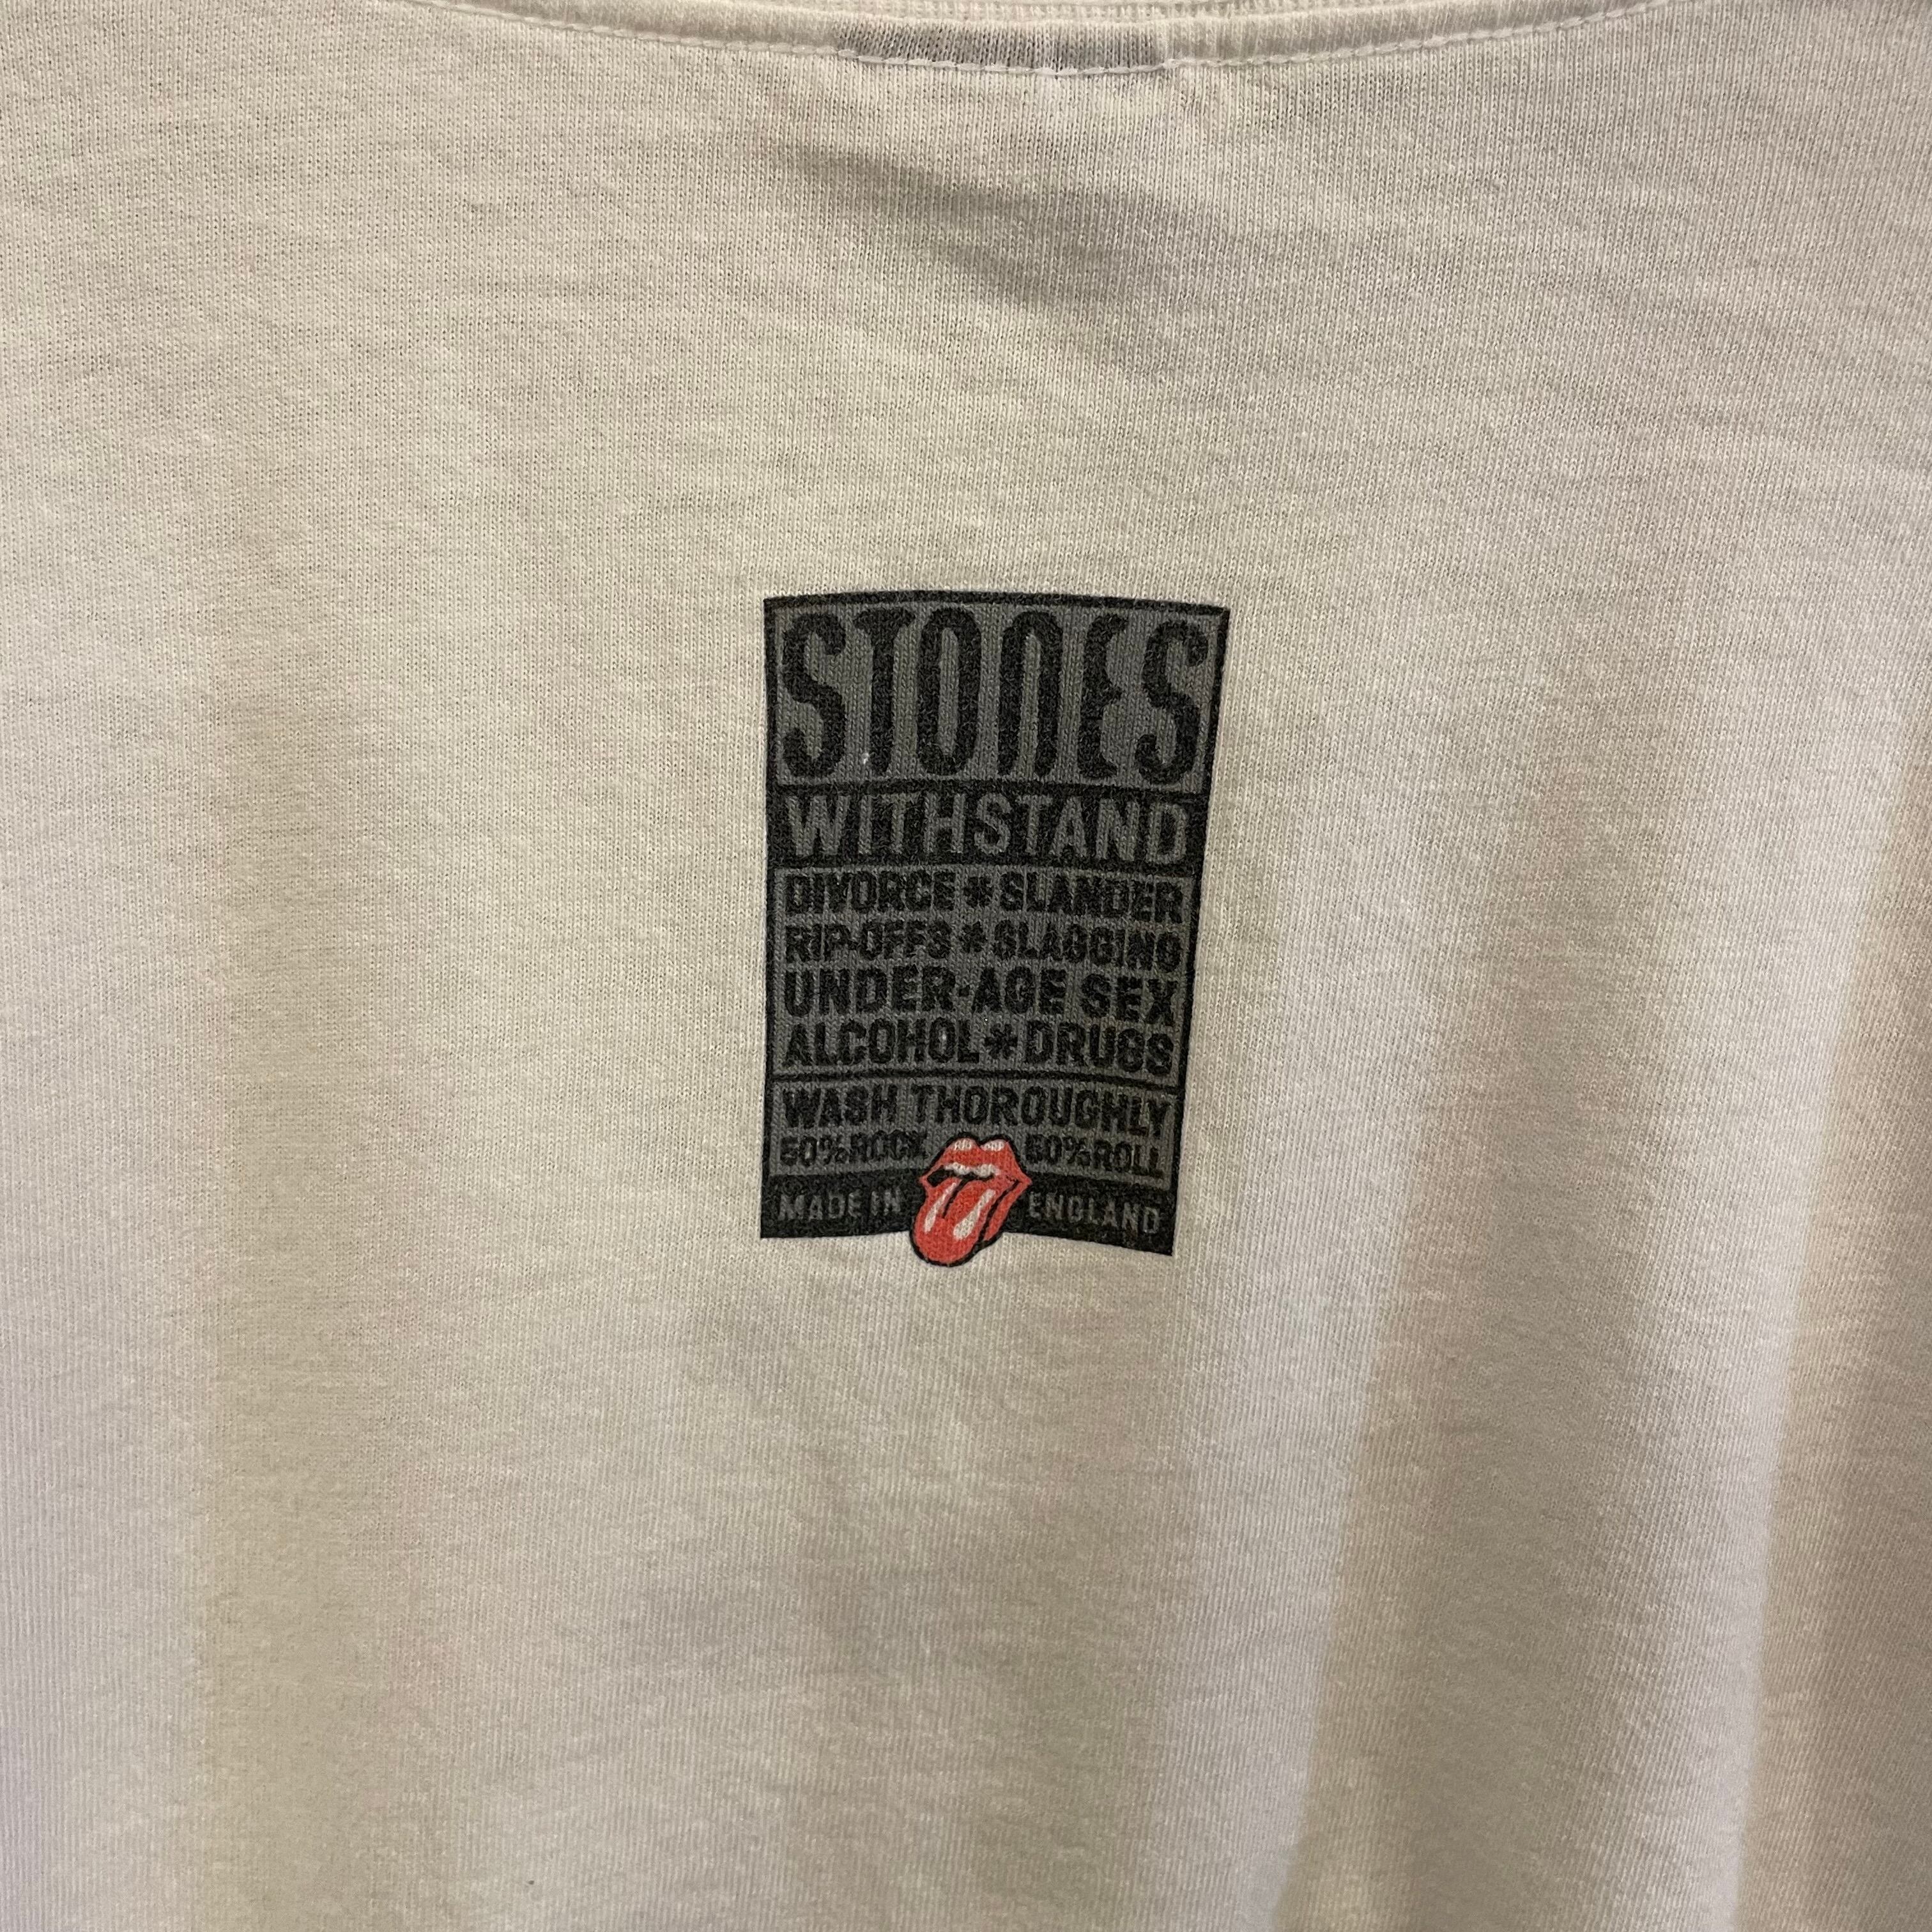 STONES
WITHSTAND
DIVORCE * SLANDER
RIP-OFFS * SLAGGING
UNDER-AGE SEX
ALCOHOL * DRUGS
WASH THOROUGHLY
50% ROCK 50% ROLL
MADE IN ENGLAND